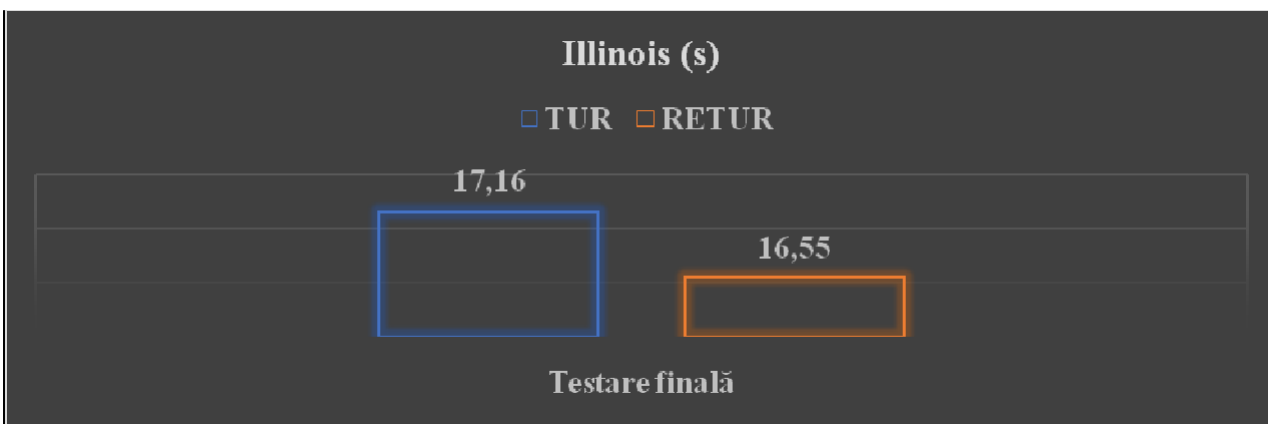 Illinois (s)
TUR RETUR
17,16
16,55
Testare finală